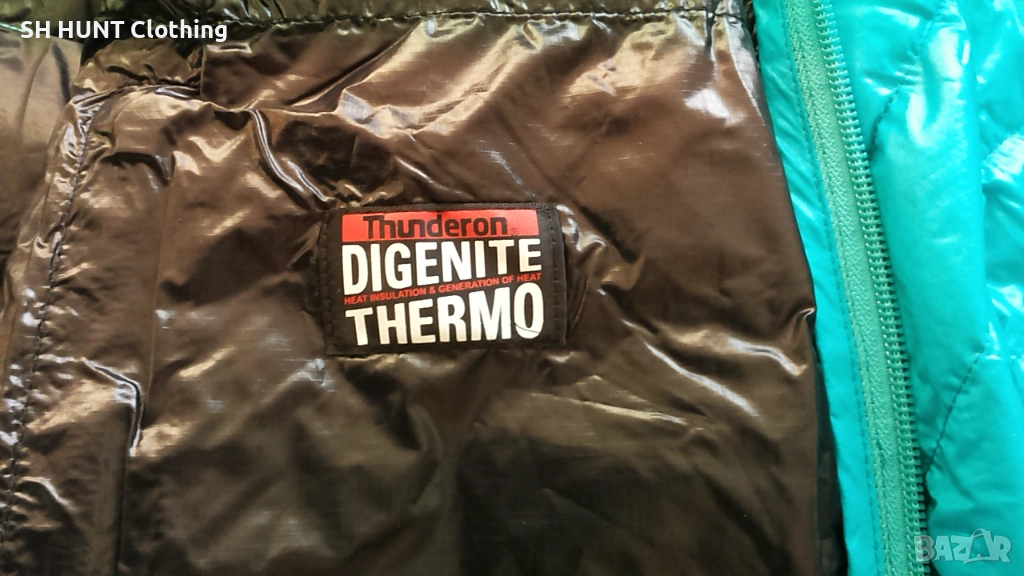 SH HUNT Clothing
Thunderon
DIGENITE
HEAT INSULATION & GENERATION OF HEAT
THERMO
BAZAR